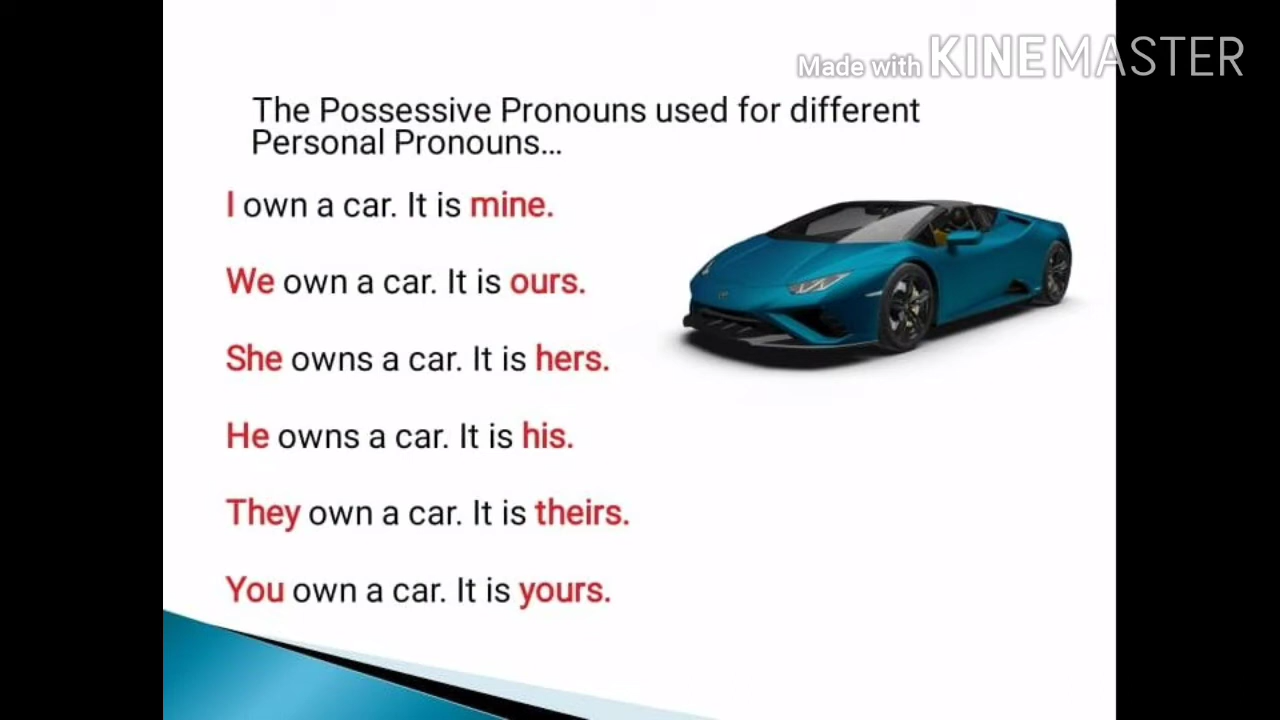 Made with KINEMASTER
The Possessive Pronouns used for different
Personal Pronouns...
I own a car. It is mine.
We own a car. It is ours.
She owns a car. It is hers.
He owns a car. It is his.
They own a car. It is theirs.
You own a car. It is yours.